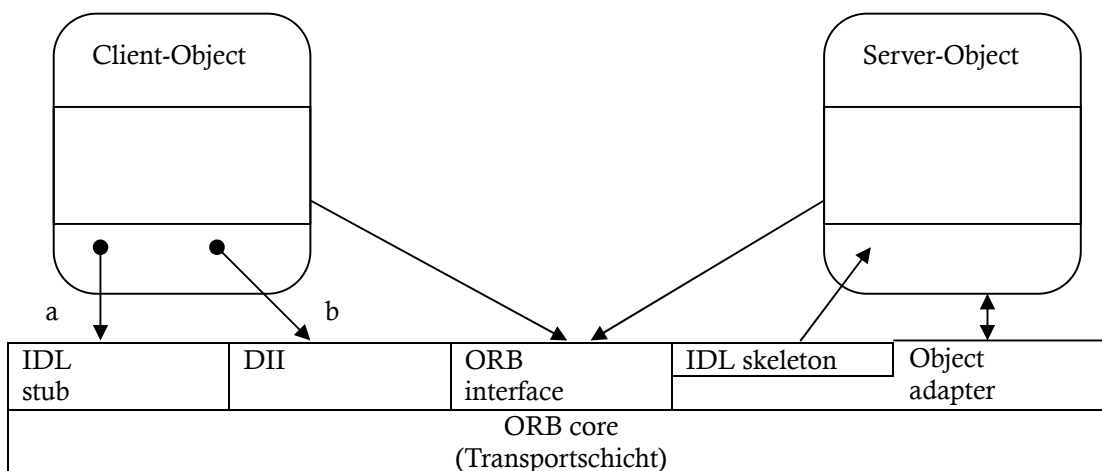 Client-Object
Server-Object
a
b
IDL
stub
DII
ORB
interface
IDL skeleton
Object
adapter
ORB core
(Transportschicht)